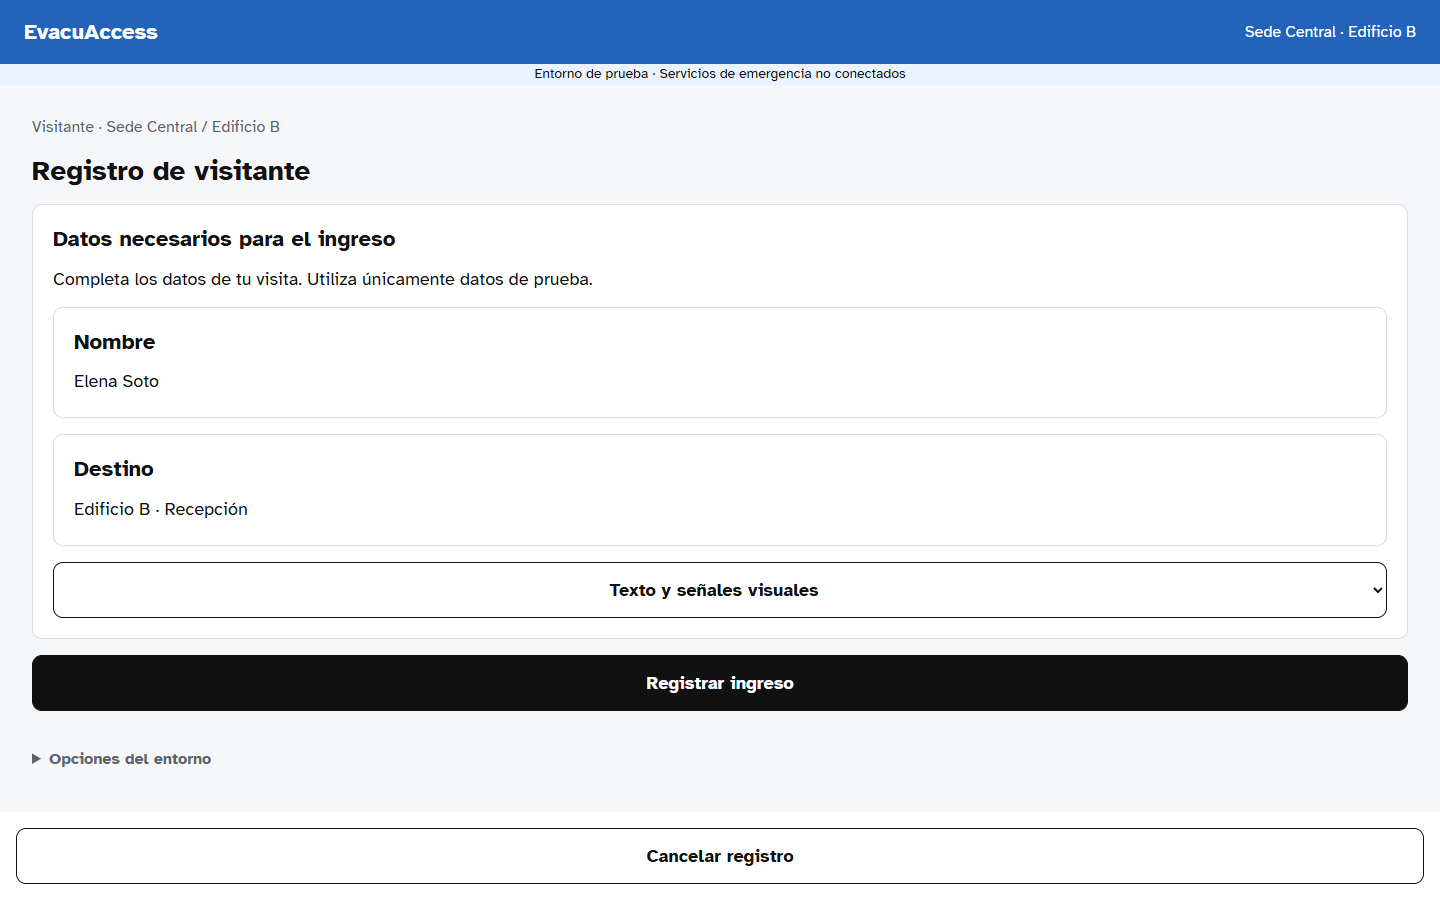 EvacuAccess
Sede Central · Edificio B
Entorno de prueba · Servicios de emergencia no conectados
Visitante · Sede Central / Edificio B
Registro de visitante
Datos necesarios para el ingreso
Completa los datos de tu visita. Utiliza únicamente datos de prueba.
Nombre
Elena Soto
Destino
Edificio B · Recepción
Texto y señales visuales
Registrar ingreso
Opciones del entorno
Cancelar registro